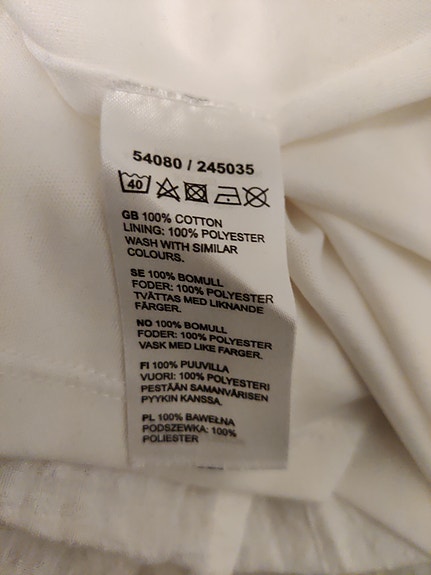 54080 / 245035
40
GB 100% COTTON
LINING: 100% POLYESTER
WASH WITH SIMILAR
COLOURS.
SE 100% BOMULL
FODER: 100% POLYESTER
TVÄTTAS MED LIKNANDE
FÄRGER.
NO 100% BOMULL
FODER: 100% POLYESTER
VASK MED LIKE FARGER.
FI 100% PUUVILLA
VUORI: 100% POLYESTERI
PESTÄÄN SAMANVÄRISEN
PYYKIN KANSSA.
PL 100% BAWEŁNA
PODSZEWKA: 100%
POLIESTER